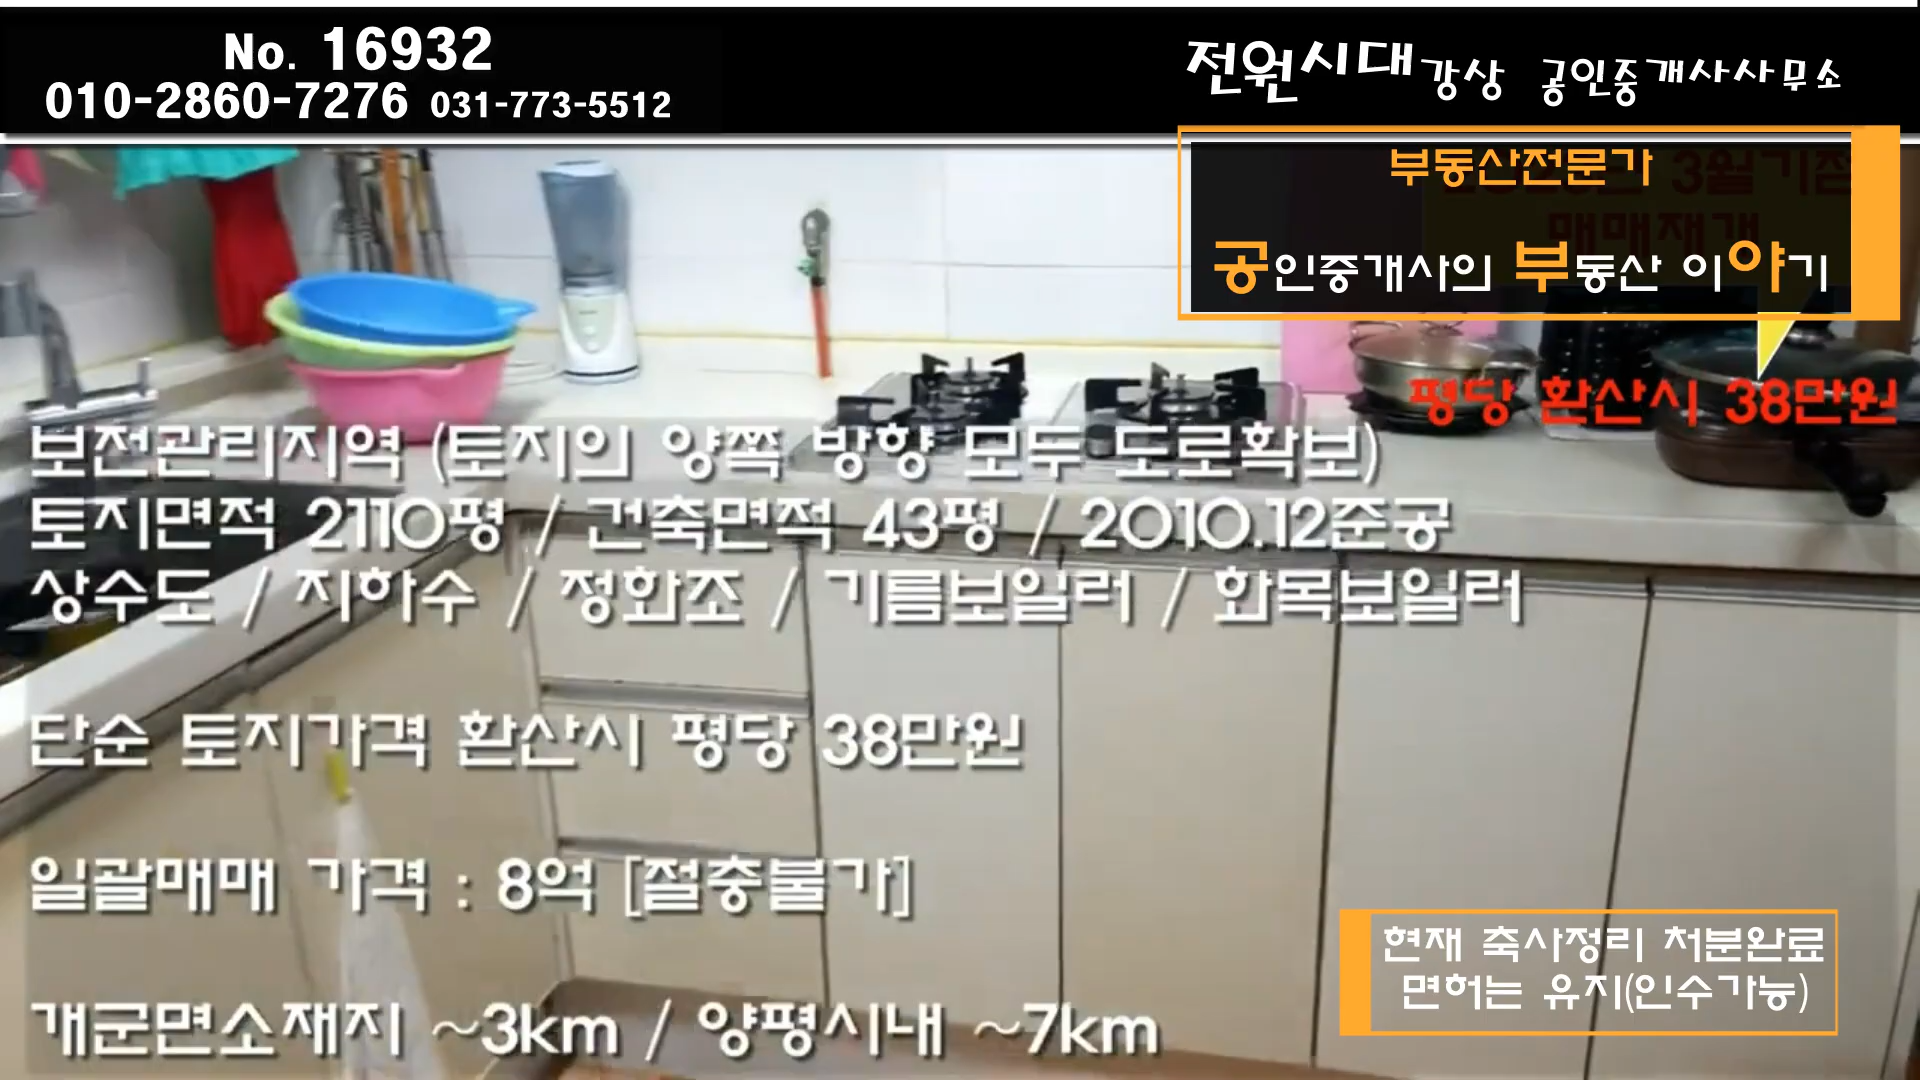 No. 16932
010-2860-7276 031-773-5512
전원시대강상 공인중개사사무소
부동산전문가
3월기점
매매재개
공인중개사의 부동산 이야기
평당 환산시 38만원
보전관리지역 (토지의 양쪽 방향 모두 도로확보)
토지면적 2110평 / 건축면적 43평 / 2010.12준공
상수도 / 지하수 / 정화조 / 기름보일러 / 화목보일러
단순 토지가격 환산시 평당 38만원
일괄매매 가격 : 8억 [절충불가]
현재 축사정리 처분완료
면허는 유지(인수가능)
개군면소재지 ~3km / 양평시내 ~7km